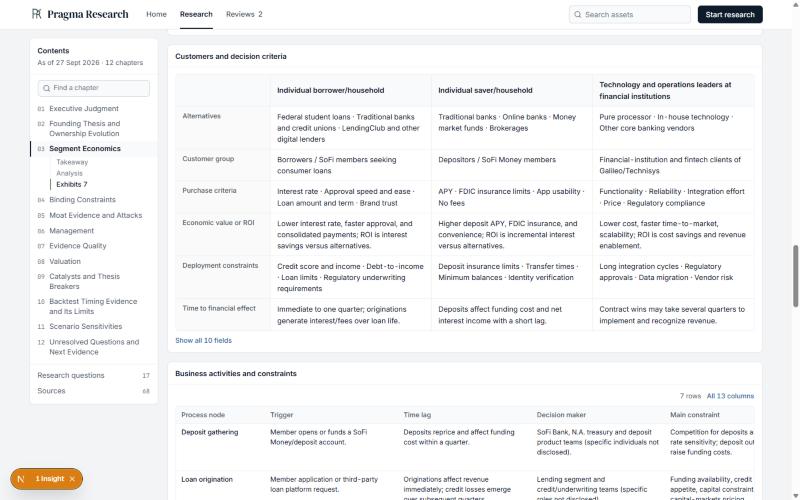 Pragma Research
Home
Research
Reviews 2
Search assets
Start research
Contents
As of 27 Sept 2026 · 12 chapters
Find a chapter
01 Executive Judgment
02 Founding Thesis and
Ownership Evolution
03 Segment Economics
Takeaway
Analysis
Exhibits 7
04 Binding Constraints
05 Moat Evidence and Attacks
06 Management
07 Evidence Quality
08 Valuation
09 Catalysts and Thesis
Breakers
10 Backtest Timing Evidence
and Its Limits
11 Scenario Sensitivities
12 Unresolved Questions and
Next Evidence
Research questions 17
Sources 68
N 1 Insight ×
Customers and decision criteria
Individual borrower/household
Individual saver/household
Technology and operations leaders at
financial institutions
Alternatives
Federal student loans · Traditional banks
and credit unions · LendingClub and other
digital lenders
Traditional banks · Online banks · Money
market funds · Brokerages
Pure processor · In-house technology ·
Other core banking vendors
Customer group
Borrowers / SoFi members seeking
consumer loans
Depositors / SoFi Money members
Financial-institution and fintech clients of
Galileo/Technisys
Purchase criteria
Interest rate · Approval speed and ease ·
Loan amount and term · Brand trust
APY · FDIC insurance limits · App usability ·
No fees
Functionality · Reliability · Integration effort
· Price · Regulatory compliance
Economic value or ROI
Lower interest rate, faster approval, and
consolidated payments; ROI is interest
savings versus alternatives.
Higher deposit APY, FDIC insurance, and
convenience; ROI is incremental interest
versus alternatives.
Lower cost, faster time-to-market,
scalability; ROI is cost savings and revenue
enablement.
Deployment constraints
Credit score and income · Debt-to-income
· Loan limits · Regulatory underwriting
requirements
Deposit insurance limits · Transfer times ·
Minimum balances · Identity verification
Long integration cycles · Regulatory
approvals · Data migration · Vendor risk
Time to financial effect
Immediate to one quarter; originations
generate interest/fees over loan life.
Deposits affect funding cost and net
interest income with a short lag.
Contract wins may take several quarters to
implement and recognize revenue.
Show all 10 fields
Business activities and constraints
7 rows All 13 columns
Process node
Trigger
Time lag
Decision maker
Main constraint
Deposit gathering
Member opens or funds a SoFi
Money/deposit account.
Deposits reprice and affect funding
cost within a quarter.
SoFi Bank, N.A. treasury and deposit
product teams (specific individuals not
disclosed).
Competition for deposits a
rate sensitivity; deposit out
raise funding costs.
Loan origination
Member application or third-party
loan platform request.
Originations affect revenue
immediately; credit losses emerge
over subsequent quarters.
Lending segment and
credit/underwriting teams (specific
roles not disclosed).
Funding availability, credit
appetite, capital constraint
capital-markets pricing.